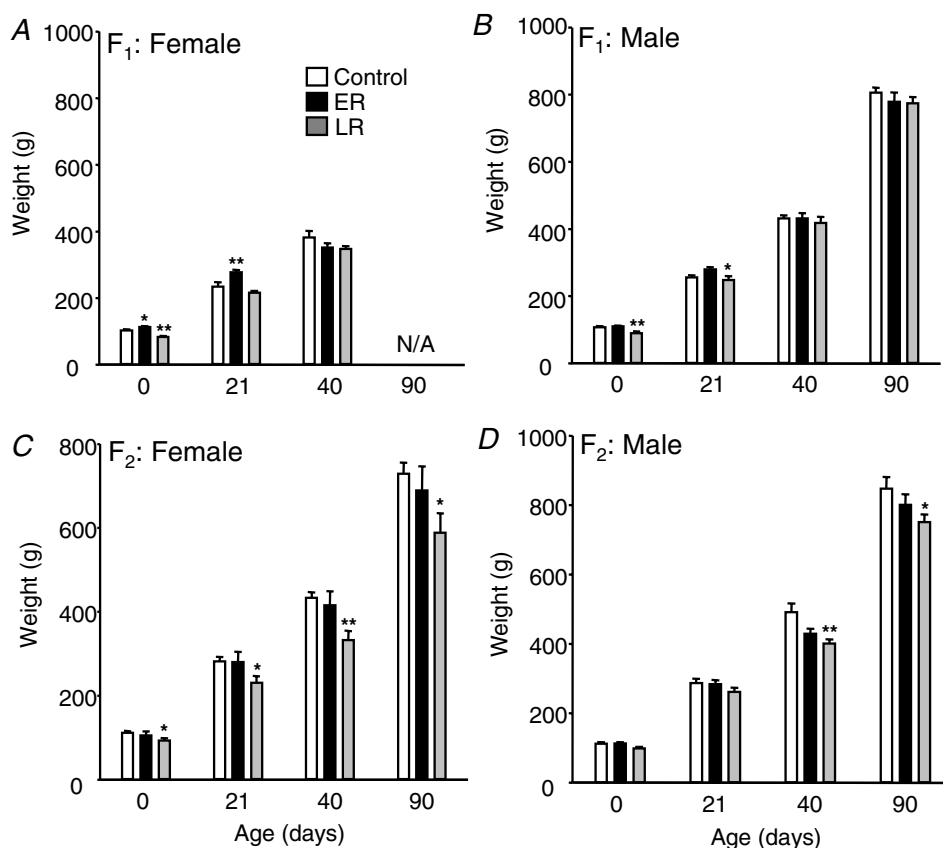 A
F1: Female
Control
ER
LR
Weight (g)
1000
800
600
400
200
0
*
**
**
N/A
0 21 40 90
B
F1: Male
Weight (g)
1000
800
600
400
200
0
**
*
0 21 40 90
C
F2: Female
Weight (g)
800
600
400
200
0
*
*
**
*
0 21 40 90
Age (days)
D
F2: Male
Weight (g)
1000
800
600
400
200
0
**
*
0 21 40 90
Age (days)